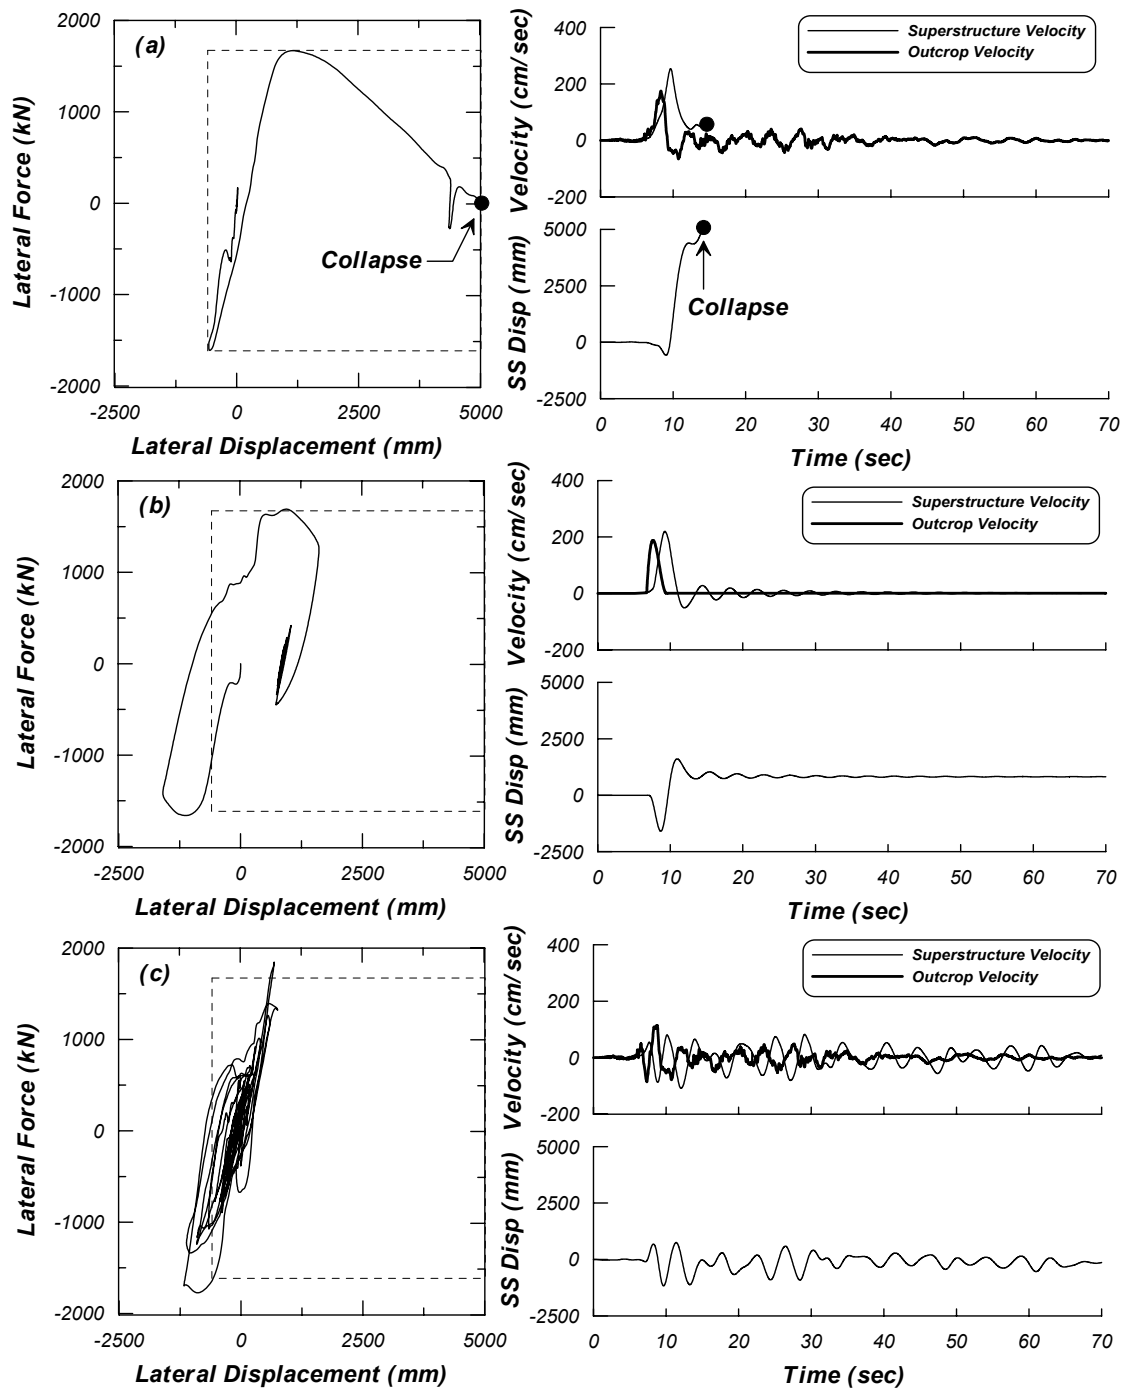 (a)
2000
1000
0
-1000
-2000
Lateral Force (kN)
Collapse
-2500 0 2500 5000
Lateral Displacement (mm)
400
200
0
-200
Velocity (cm/sec)
Superstructure Velocity
Outcrop Velocity
5000
2500
0
-2500
SS Disp (mm)
Collapse
0 10 20 30 40 50 60 70
Time (sec)
(b)
2000
1000
0
-1000
-2000
Lateral Force (kN)
-2500 0 2500 5000
Lateral Displacement (mm)
400
200
0
-200
Velocity (cm/sec)
Superstructure Velocity
Outcrop Velocity
5000
2500
0
-2500
SS Disp (mm)
0 10 20 30 40 50 60 70
Time (sec)
(c)
2000
1000
0
-1000
-2000
Lateral Force (kN)
-2500 0 2500 5000
Lateral Displacement (mm)
400
200
0
-200
Velocity (cm/sec)
Superstructure Velocity
Outcrop Velocity
5000
2500
0
-2500
SS Disp (mm)
0 10 20 30 40 50 60 70
Time (sec)